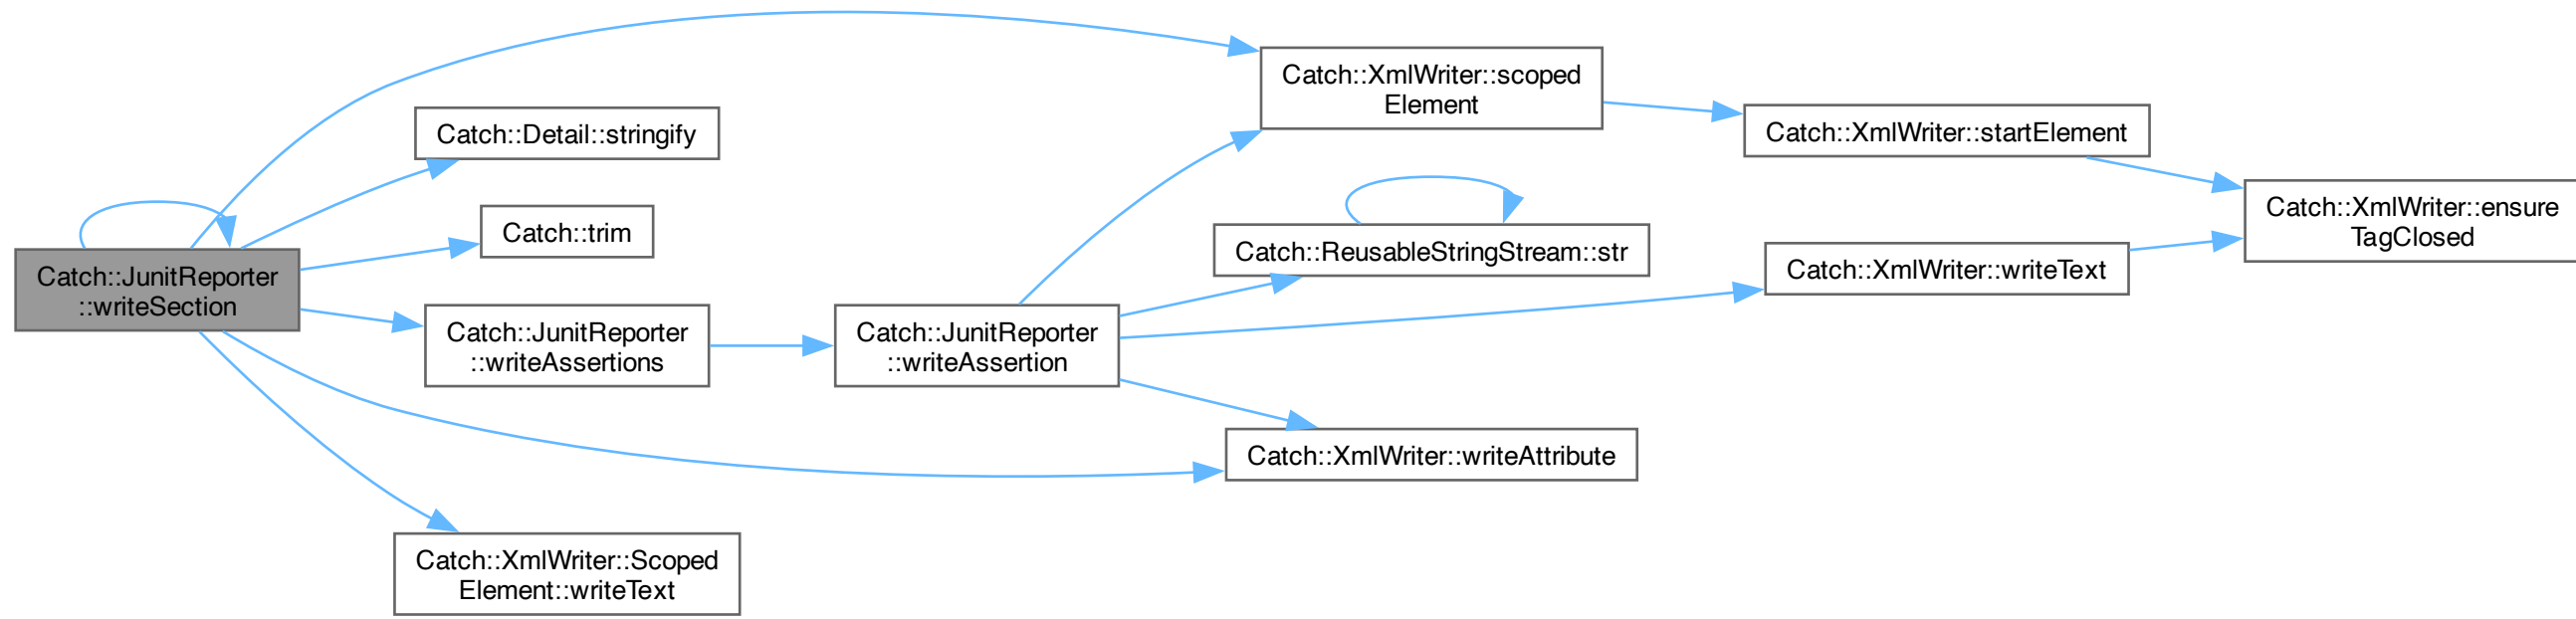 Catch::JunitReporter
::writeSection
Catch::Detail::stringify
Catch::trim
Catch::JunitReporter
::writeAssertions
Catch::XmlWriter::Scoped
Element::writeText
Catch::JunitReporter
::writeAssertion
Catch::XmlWriter::scoped
Element
Catch::ReusableStringStream::str
Catch::XmlWriter::writeAttribute
Catch::XmlWriter::startElement
Catch::XmlWriter::writeText
Catch::XmlWriter::ensure
TagClosed